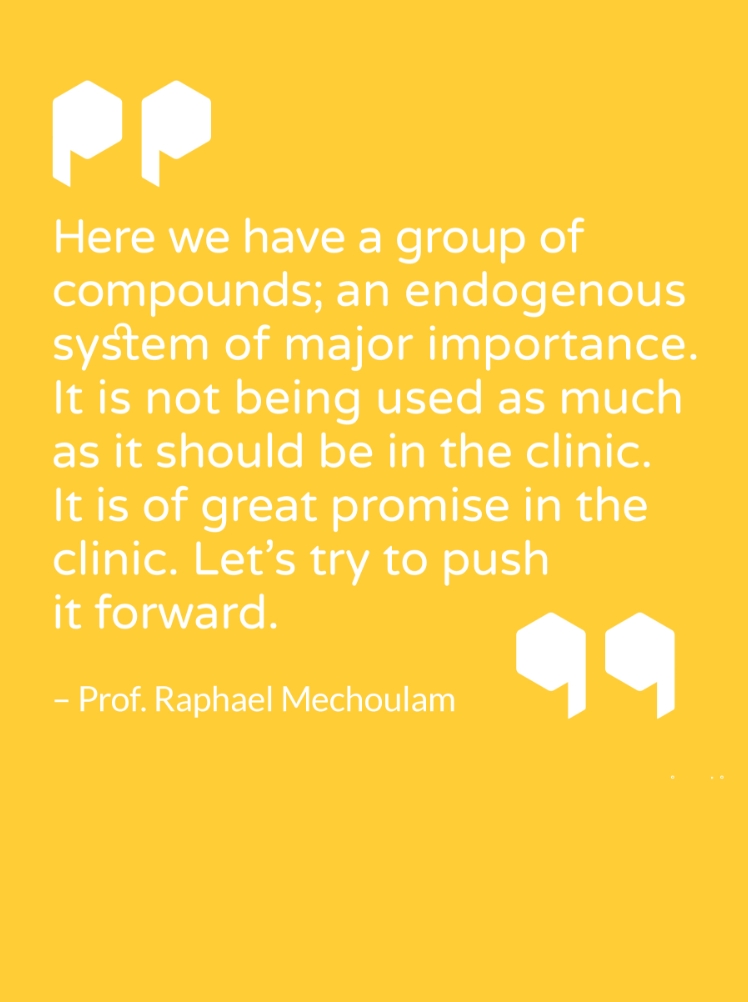 Here we have a group of
compounds; an endogenous
system of major importance.
It is not being used as much
as it should be in the clinic.
It is of great promise in the
clinic. Let’s try to push
it forward.
– Prof. Raphael Mechoulam